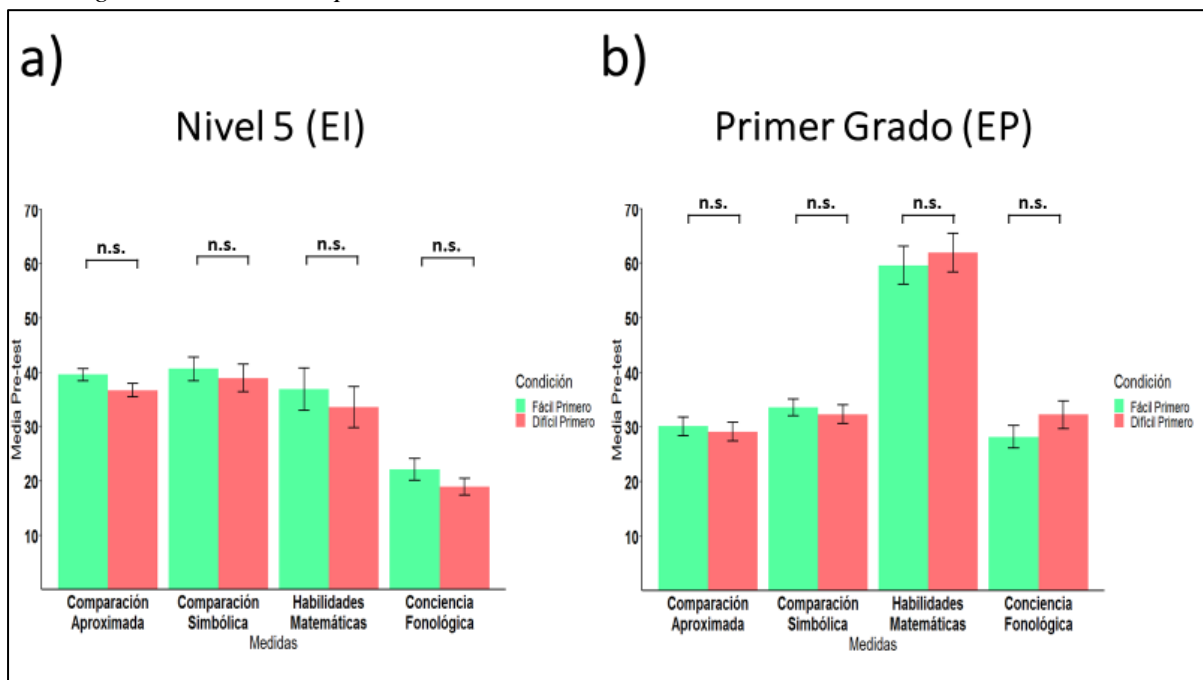 a)
Nivel 5 (EI)
70
60
50
40
30
20
10
Media Pre-test
n.s.
n.s.
n.s.
n.s.
Comparación
Aproximada
Comparación
Simbólica
Habilidades
Matemáticas
Conciencia
Fonológica
Medidas
Condición
Fácil Primero
Difícil Primero
b)
Primer Grado (EP)
70
60
50
40
30
20
10
Media Pre-test
n.s.
n.s.
n.s.
n.s.
Comparación
Aproximada
Comparación
Simbólica
Habilidades
Matemáticas
Conciencia
Fonológica
Medidas
Condición
Fácil Primero
Difícil Primero